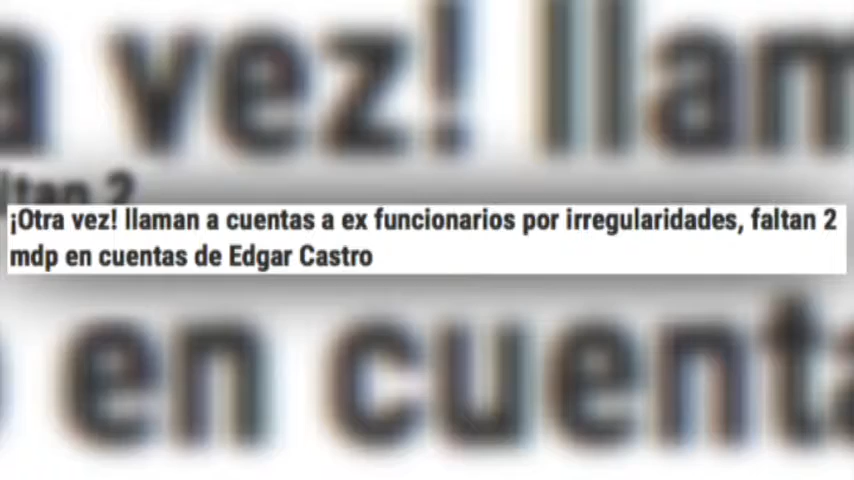 a vez! llam
ltan 2
¡Otra vez! llaman a cuentas a ex funcionarios por irregularidades, faltan 2
mdp en cuentas de Edgar Castro
en cuenta